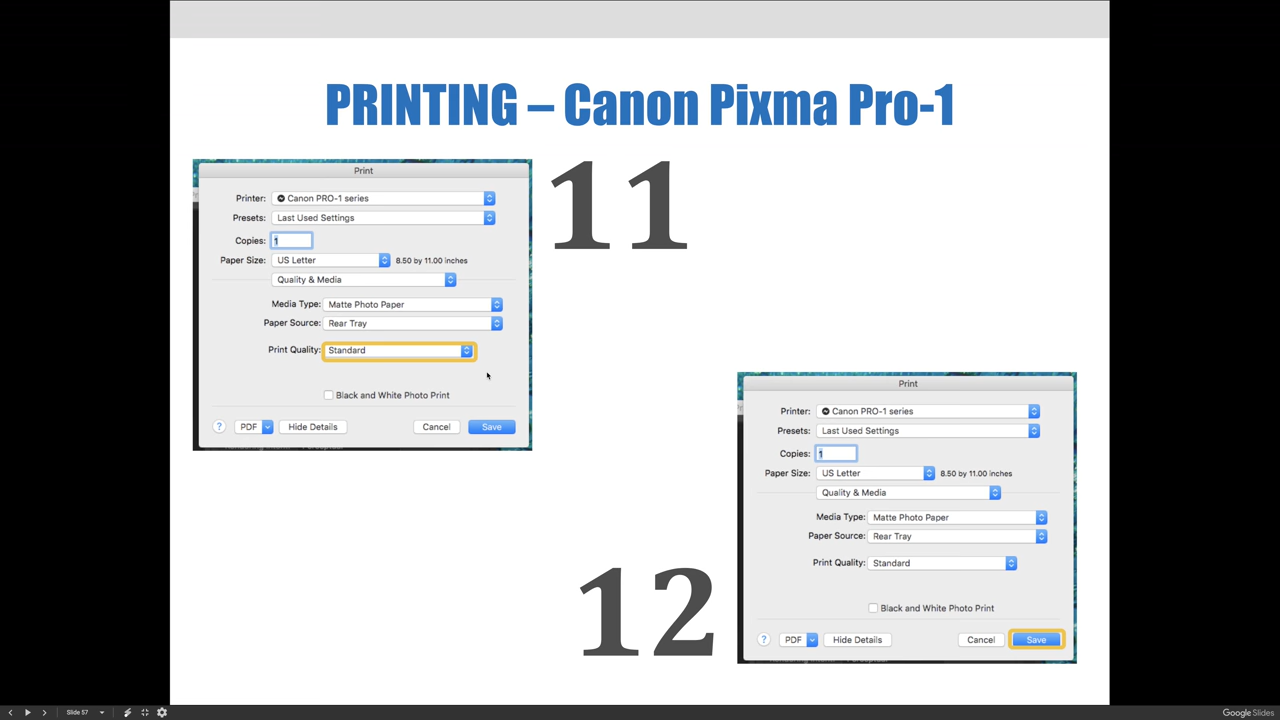 PRINTING – Canon Pixma Pro-1
11
Print
Printer: Canon PRO-1 series
Presets: Last Used Settings
Copies: 1
Paper Size: US Letter 8.50 by 11.00 inches
Quality & Media
Media Type: Matte Photo Paper
Paper Source: Rear Tray
Print Quality: Standard
Black and White Photo Print
? PDF Hide Details Cancel Save
12
Print
Printer: Canon PRO-1 series
Presets: Last Used Settings
Copies: 1
Paper Size: US Letter 8.50 by 11.00 inches
Quality & Media
Media Type: Matte Photo Paper
Paper Source: Rear Tray
Print Quality: Standard
Black and White Photo Print
? PDF Hide Details Cancel Save
Slide 57
Google Slides